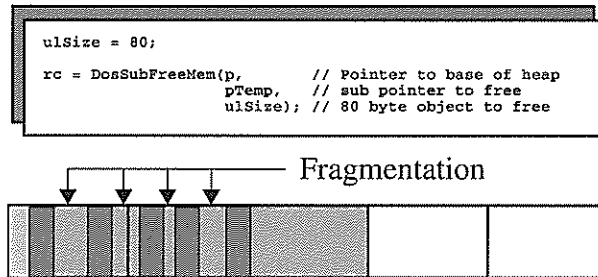 ulSize = 80;
rc = DosSubFreeMem(p, // Pointer to base of heap
pTemp, // sub pointer to free
ulSize); // 80 byte object to free
Fragmentation